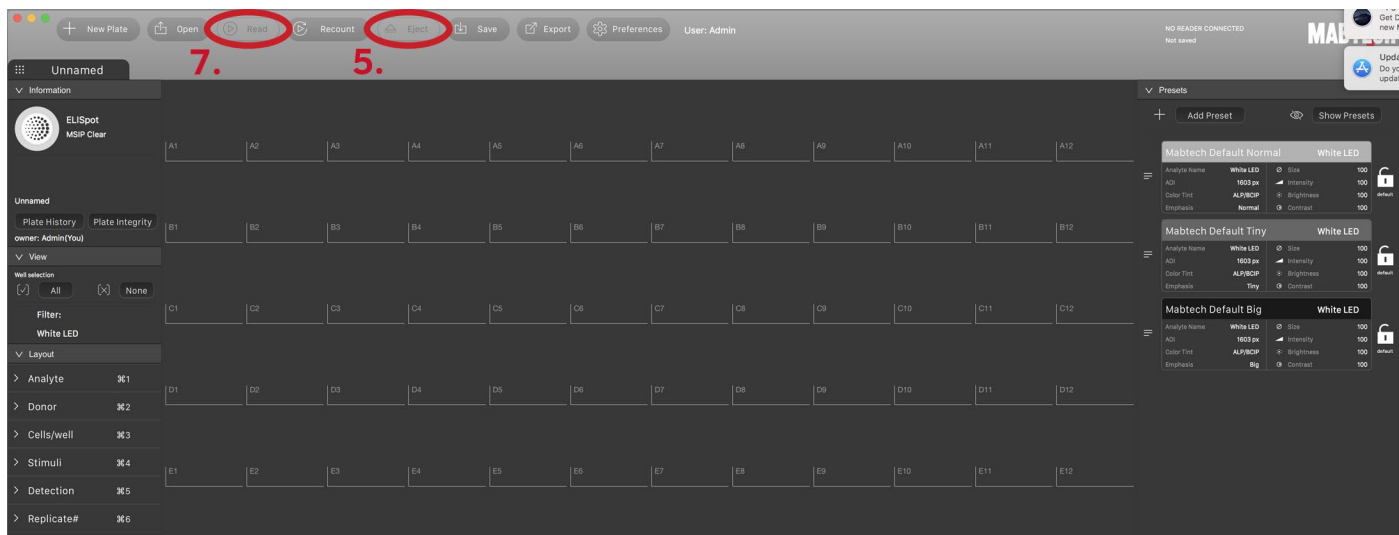 New Plate Open Read Recount Eject Save Export Preferences User: Admin
NO READER CONNECTED
Not saved
Get D
new M
Upda
Do yo
updat
7. 5.
Unnamed
Information
ELISpot
MSIP Clear
Unnamed
Plate History Plate Integrity
owner: Admin(You)
View
Well selection
All None
Filter:
White LED
Layout
Analyte ⌘1
Donor ⌘2
Cells/well ⌘3
Stimuli ⌘4
Detection ⌘5
Replicate# ⌘6
A1 A2 A3 A4 A5 A6 A7 A8 A9 A10 A11 A12
B1 B2 B3 B4 B5 B6 B7 B8 B9 B10 B11 B12
C1 C2 C3 C4 C5 C6 C7 C8 C9 C10 C11 C12
D1 D2 D3 D4 D5 D6 D7 D8 D9 D10 D11 D12
E1 E2 E3 E4 E5 E6 E7 E8 E9 E10 E11 E12
Presets
Add Preset Show Presets
Mabtech Default Normal White LED
Analyte Name White LED Size 100
AOI 1603 px Intensity 100
Color Tint ALP/BCIP Brightness 100
Emphasis Normal Contrast 100
default
Mabtech Default Tiny White LED
Analyte Name White LED Size 100
AOI 1603 px Intensity 100
Color Tint ALP/BCIP Brightness 100
Emphasis Tiny Contrast 100
default
Mabtech Default Big White LED
Analyte Name White LED Size 100
AOI 1603 px Intensity 100
Color Tint ALP/BCIP Brightness 100
Emphasis Big Contrast 100
default